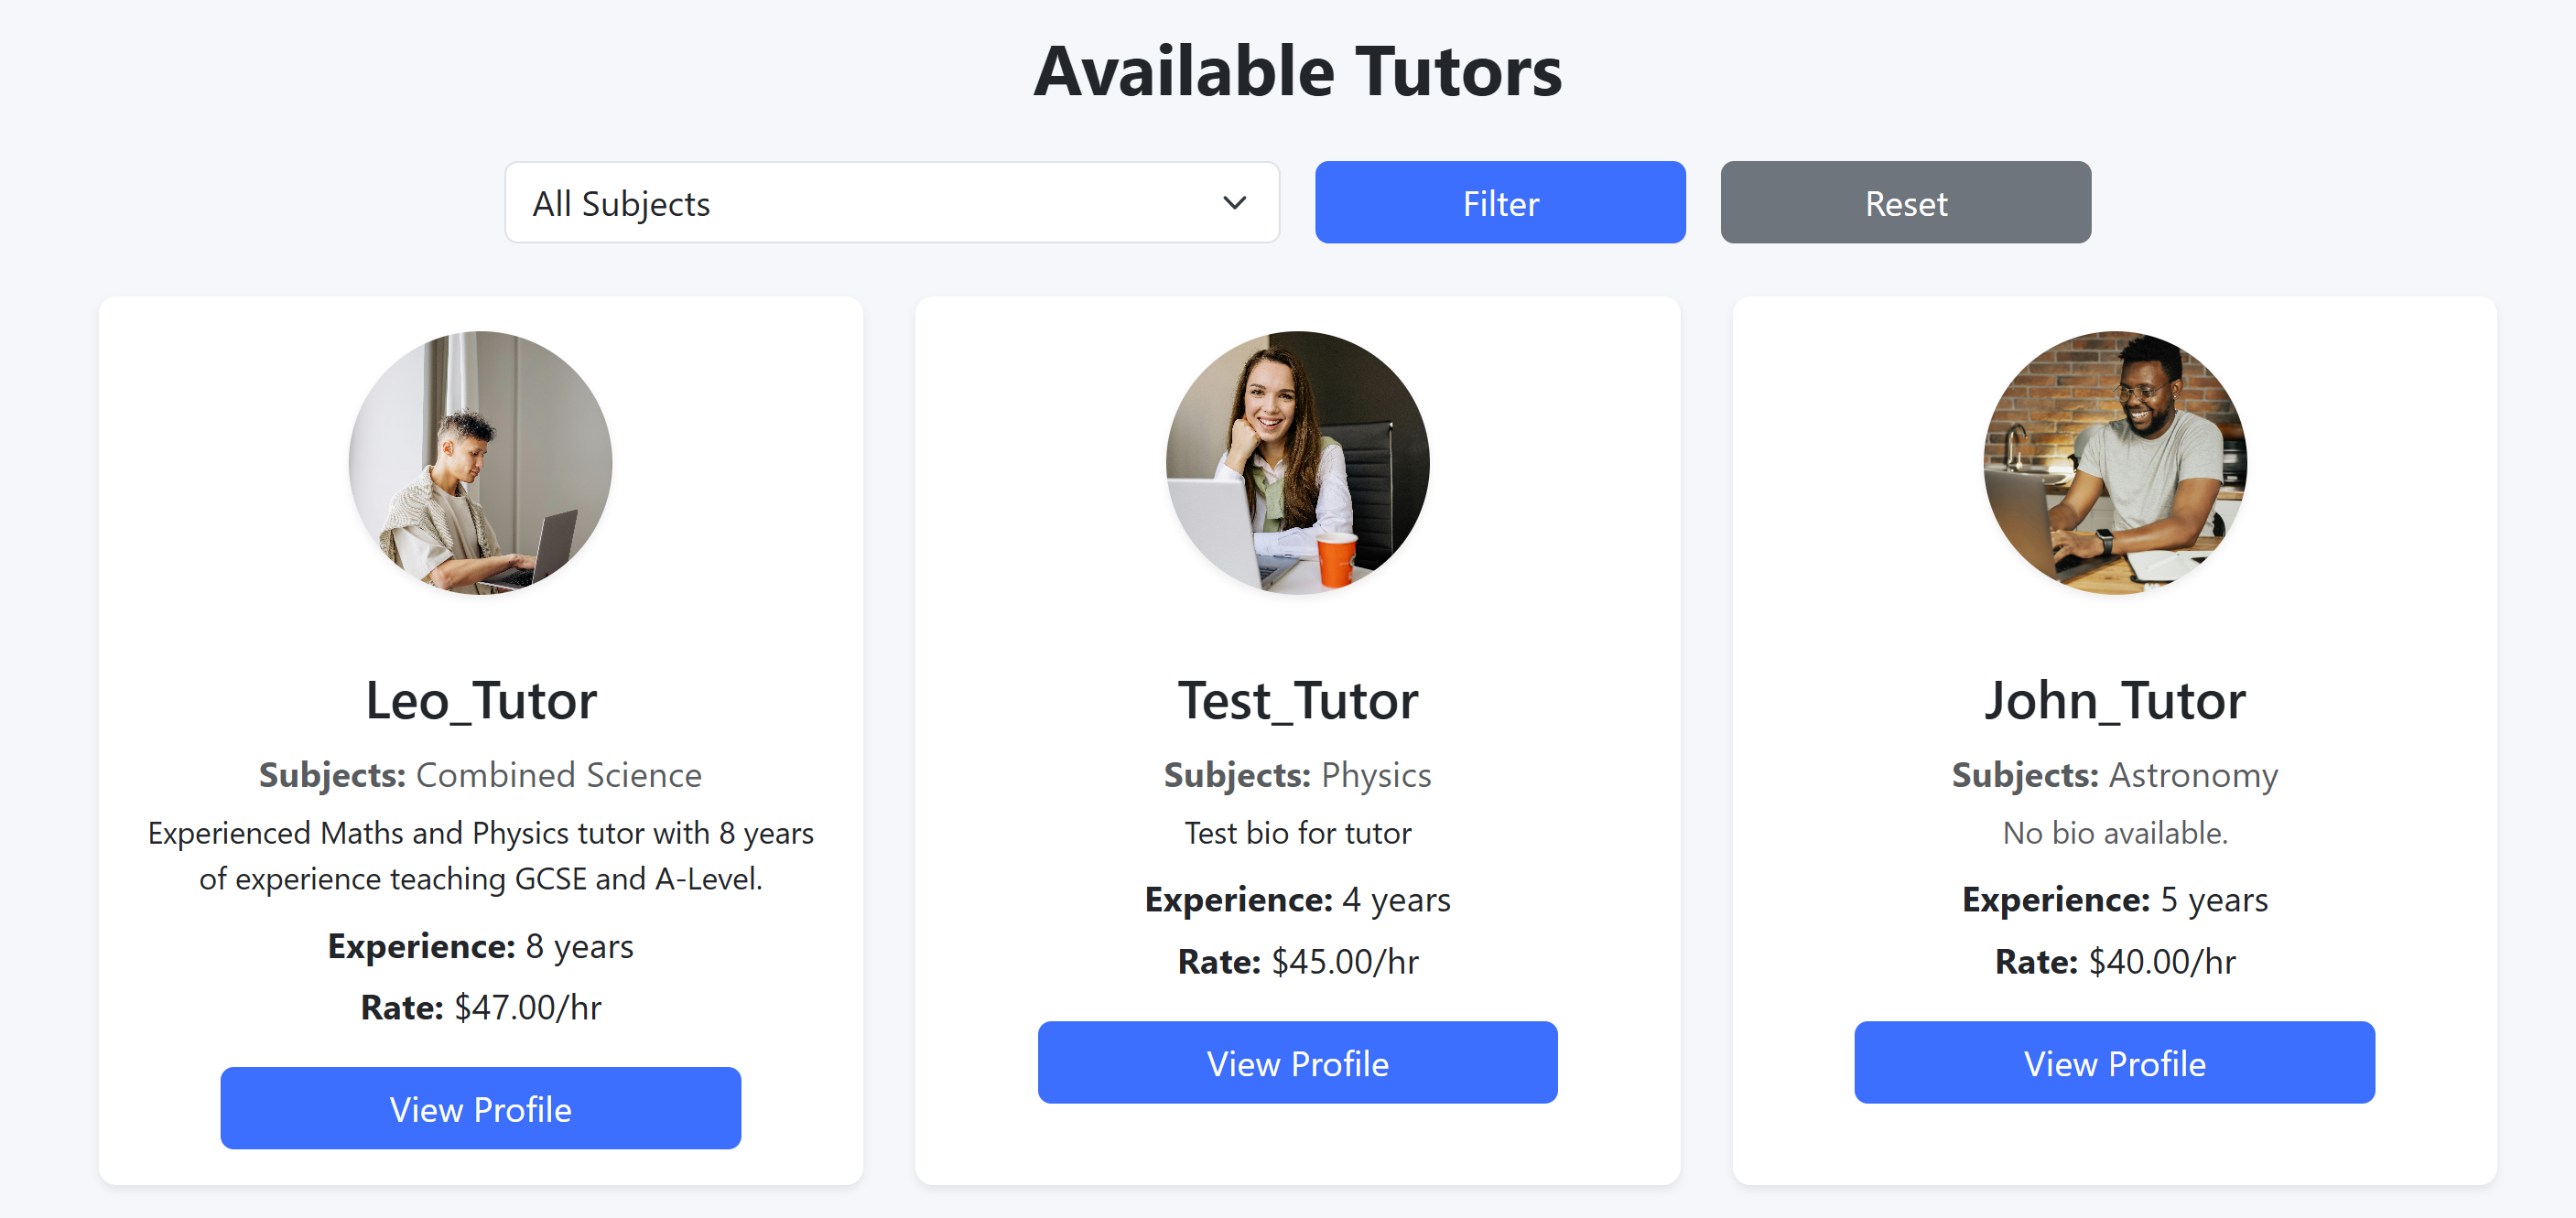 Available Tutors
All Subjects
Filter
Reset
Leo_Tutor
Subjects: Combined Science
Experienced Maths and Physics tutor with 8 years
of experience teaching GCSE and A-Level.
Experience: 8 years
Rate: $47.00/hr
View Profile
Test_Tutor
Subjects: Physics
Test bio for tutor
Experience: 4 years
Rate: $45.00/hr
View Profile
John_Tutor
Subjects: Astronomy
No bio available.
Experience: 5 years
Rate: $40.00/hr
View Profile